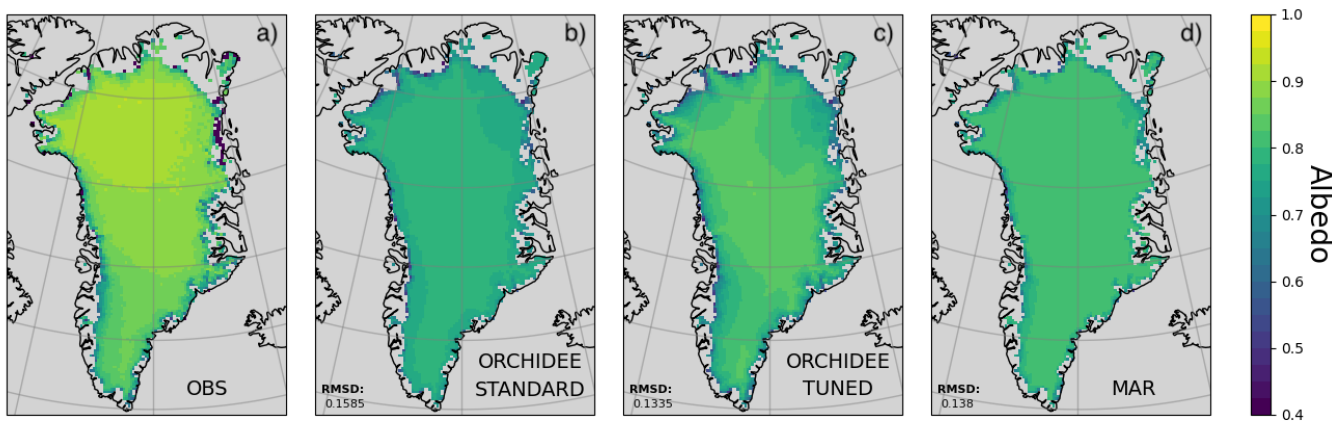 a)
OBS
b)
ORCHIDEE
STANDARD
RMSD:
0.1585
c)
ORCHIDEE
TUNED
RMSD:
0.1335
d)
MAR
RMSD:
0.138
1.0
0.9
0.8
0.7
0.6
0.5
0.4
Albedo